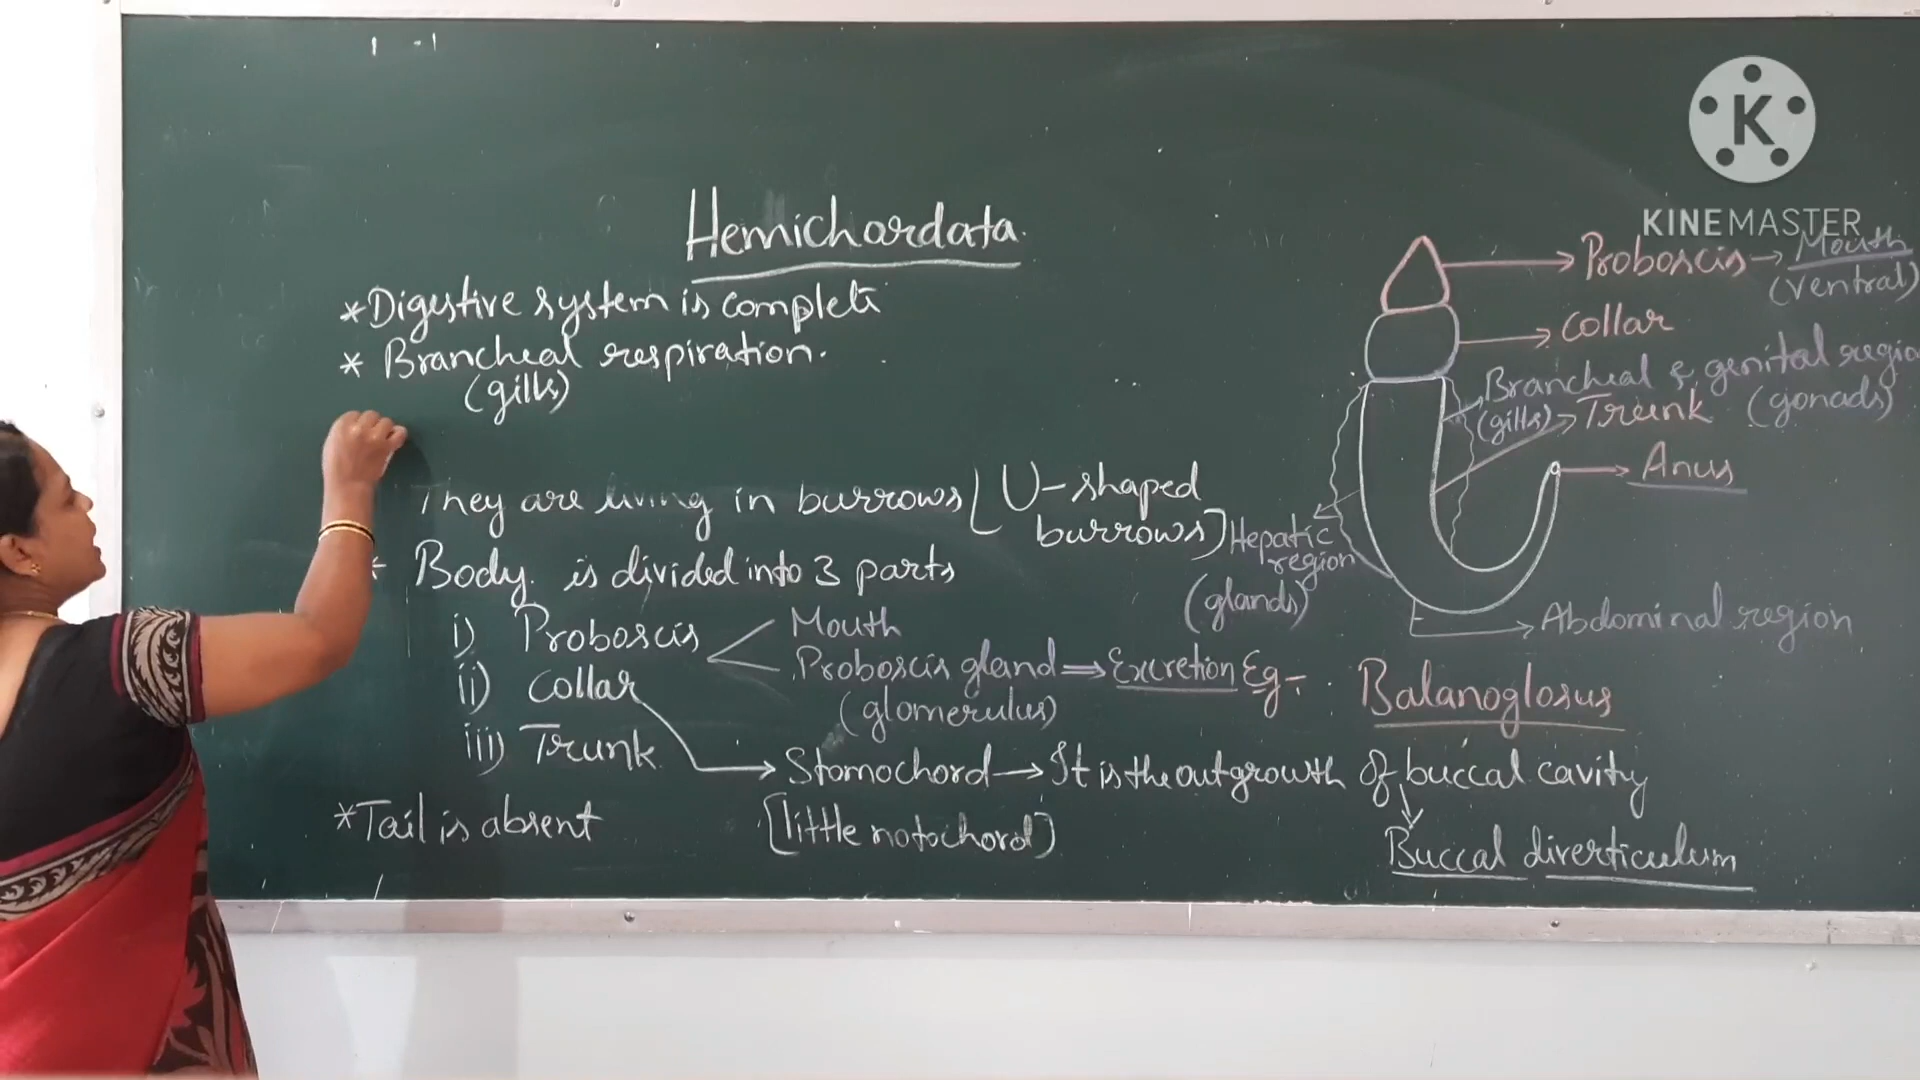 K
KINEMASTER
Hemichordata.
*Digestive system is complete
* Brancheal respiration.
(gills)
They are living in burrows [U-shaped
burrows]
* Body is divided into 3 parts
i) Proboscis
Mouth
Proboscis gland ⇒ Excretion
(glomerulus)
ii) Collar
iii) Trunk
Stomochord → It is the outgrowth of buccal cavity
[little notochord]
Buccal diverticulum
*Tail is absent
Proboscis → Mouth
(ventral)
Collar
Brancheal & genital region
(gills) (gonads)
Trunk
Anus
Hepatic
region
(glands)
Abdominal region
Eg- Balanoglosus